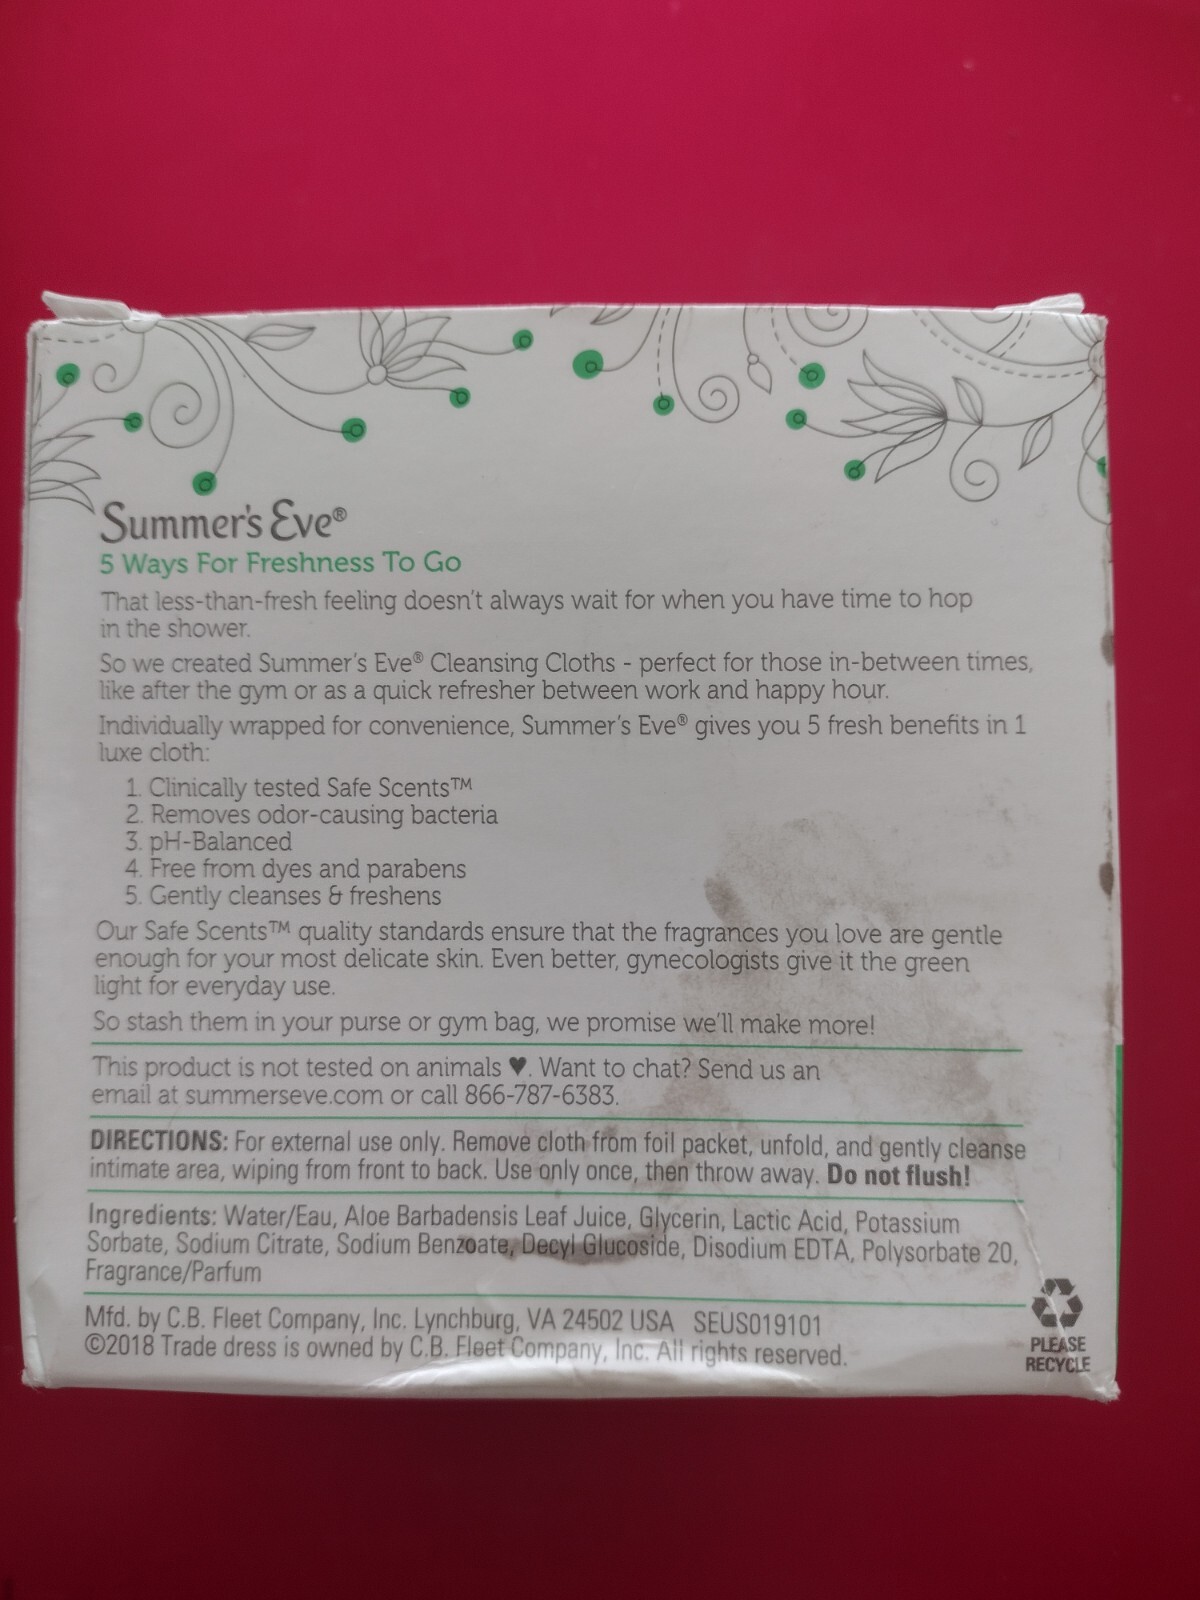 Summer's Eve®
5 Ways For Freshness To Go
That less-than-fresh feeling doesn't always wait for when you have time to hop
in the shower.
So we created Summer's Eve® Cleansing Cloths - perfect for those in-between times,
like after the gym or as a quick refresher between work and happy hour.
Individually wrapped for convenience, Summer's Eve® gives you 5 fresh benefits in 1
luxe cloth:
1. Clinically tested Safe Scents™
2. Removes odor-causing bacteria
3. pH-Balanced
4. Free from dyes and parabens
5. Gently cleanses & freshens
Our Safe Scents™ quality standards ensure that the fragrances you love are gentle
enough for your most delicate skin. Even better, gynecologists give it the green
light for everyday use.
So stash them in your purse or gym bag, we promise we'll make more!
This product is not tested on animals ♥. Want to chat? Send us an
email at summerseve.com or call 866-787-6383.
DIRECTIONS: For external use only. Remove cloth from foil packet, unfold, and gently cleanse
intimate area, wiping from front to back. Use only once, then throw away. Do not flush!
Ingredients: Water/Eau, Aloe Barbadensis Leaf Juice, Glycerin, Lactic Acid, Potassium
Sorbate, Sodium Citrate, Sodium Benzoate, Decyl Glucoside, Disodium EDTA, Polysorbate 20,
Fragrance/Parfum
Mfd. by C.B. Fleet Company, Inc. Lynchburg, VA 24502 USA SEUS019101
©2018 Trade dress is owned by C.B. Fleet Company, Inc. All rights reserved.
PLEASE
RECYCLE